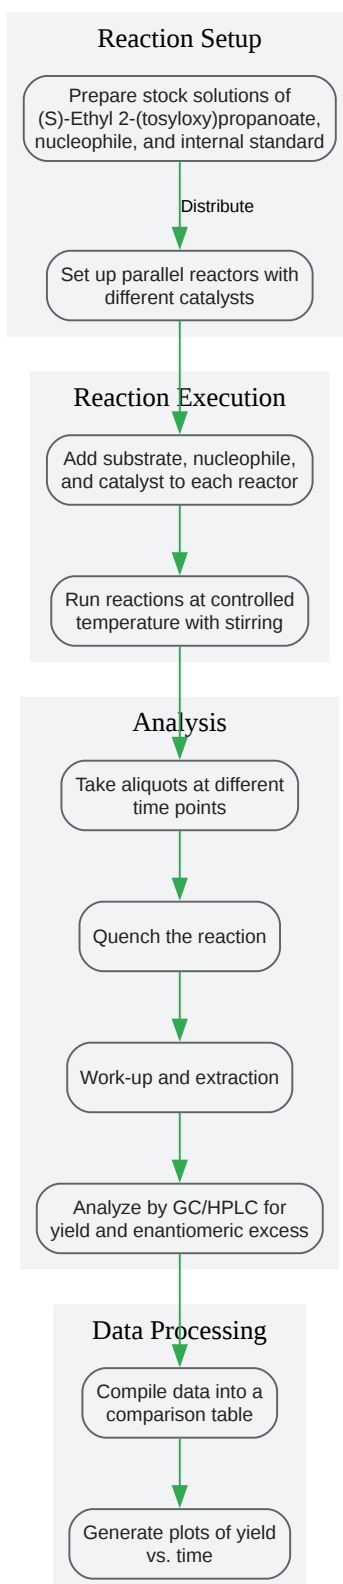 Reaction Setup
Prepare stock solutions of
(S)-Ethyl 2-(tosyloxy)propanoate,
nucleophile, and internal standard
Distribute
Set up parallel reactors with
different catalysts
Reaction Execution
Add substrate, nucleophile,
and catalyst to each reactor
Run reactions at controlled
temperature with stirring
Analysis
Take aliquots at different
time points
Quench the reaction
Work-up and extraction
Analyze by GC/HPLC for
yield and enantiomeric excess
Data Processing
Compile data into a
comparison table
Generate plots of yield
vs. time